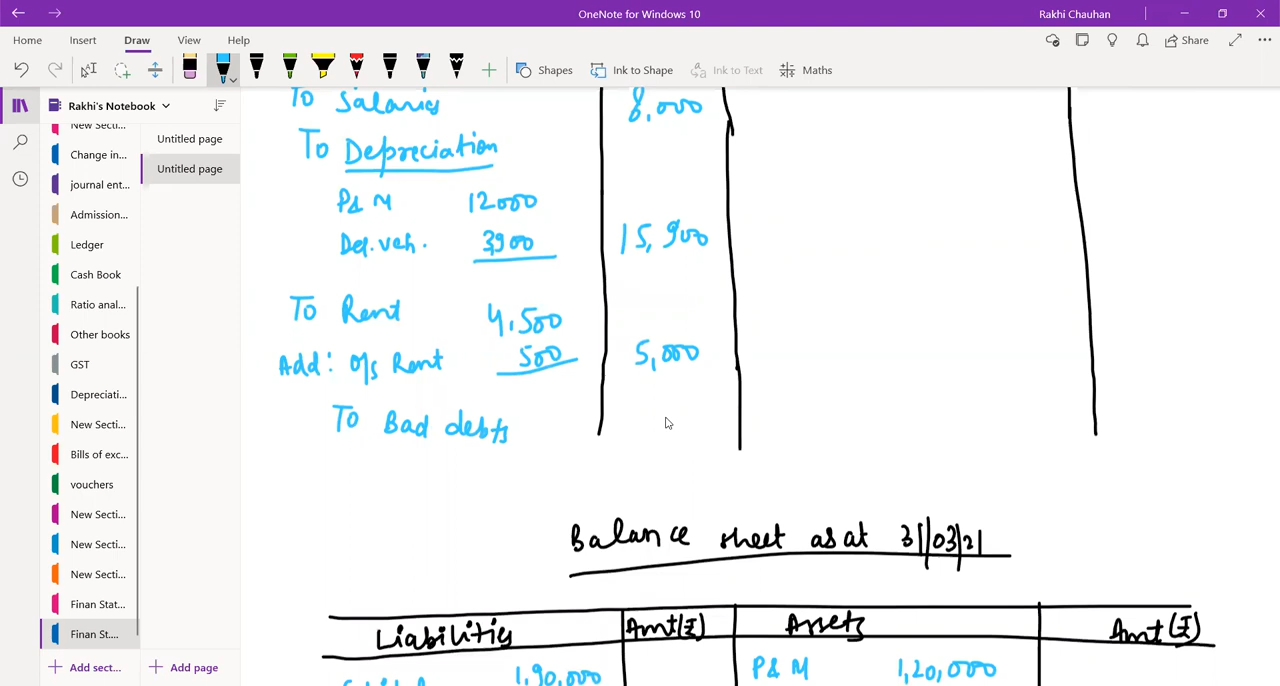 OneNote for Windows 10
Rakhi Chauhan
Home Insert Draw View Help
Share
Shapes Ink to Shape Ink to Text Maths
Rakhi's Notebook
New Secti...
Change in...
journal ent...
Admission...
Ledger
Cash Book
Ratio anal...
Other books
GST
Depreciati...
New Secti...
Bills of exc...
vouchers
New Secti...
New Secti...
New Secti...
Finan Stat...
Finan St....
Add sect...
Untitled page
Untitled page
Add page
To Salaries 8,000
To Depreciation
P&M 12000
Del.veh. 3900 15,900
To Rent 4,500
Add: o/s Rent 500 5,000
To Bad debts
Balance sheet as at 31/03/21
Liabilities Amt(₹) Assets Amt(₹)
1,90,000 P&M 1,20,000